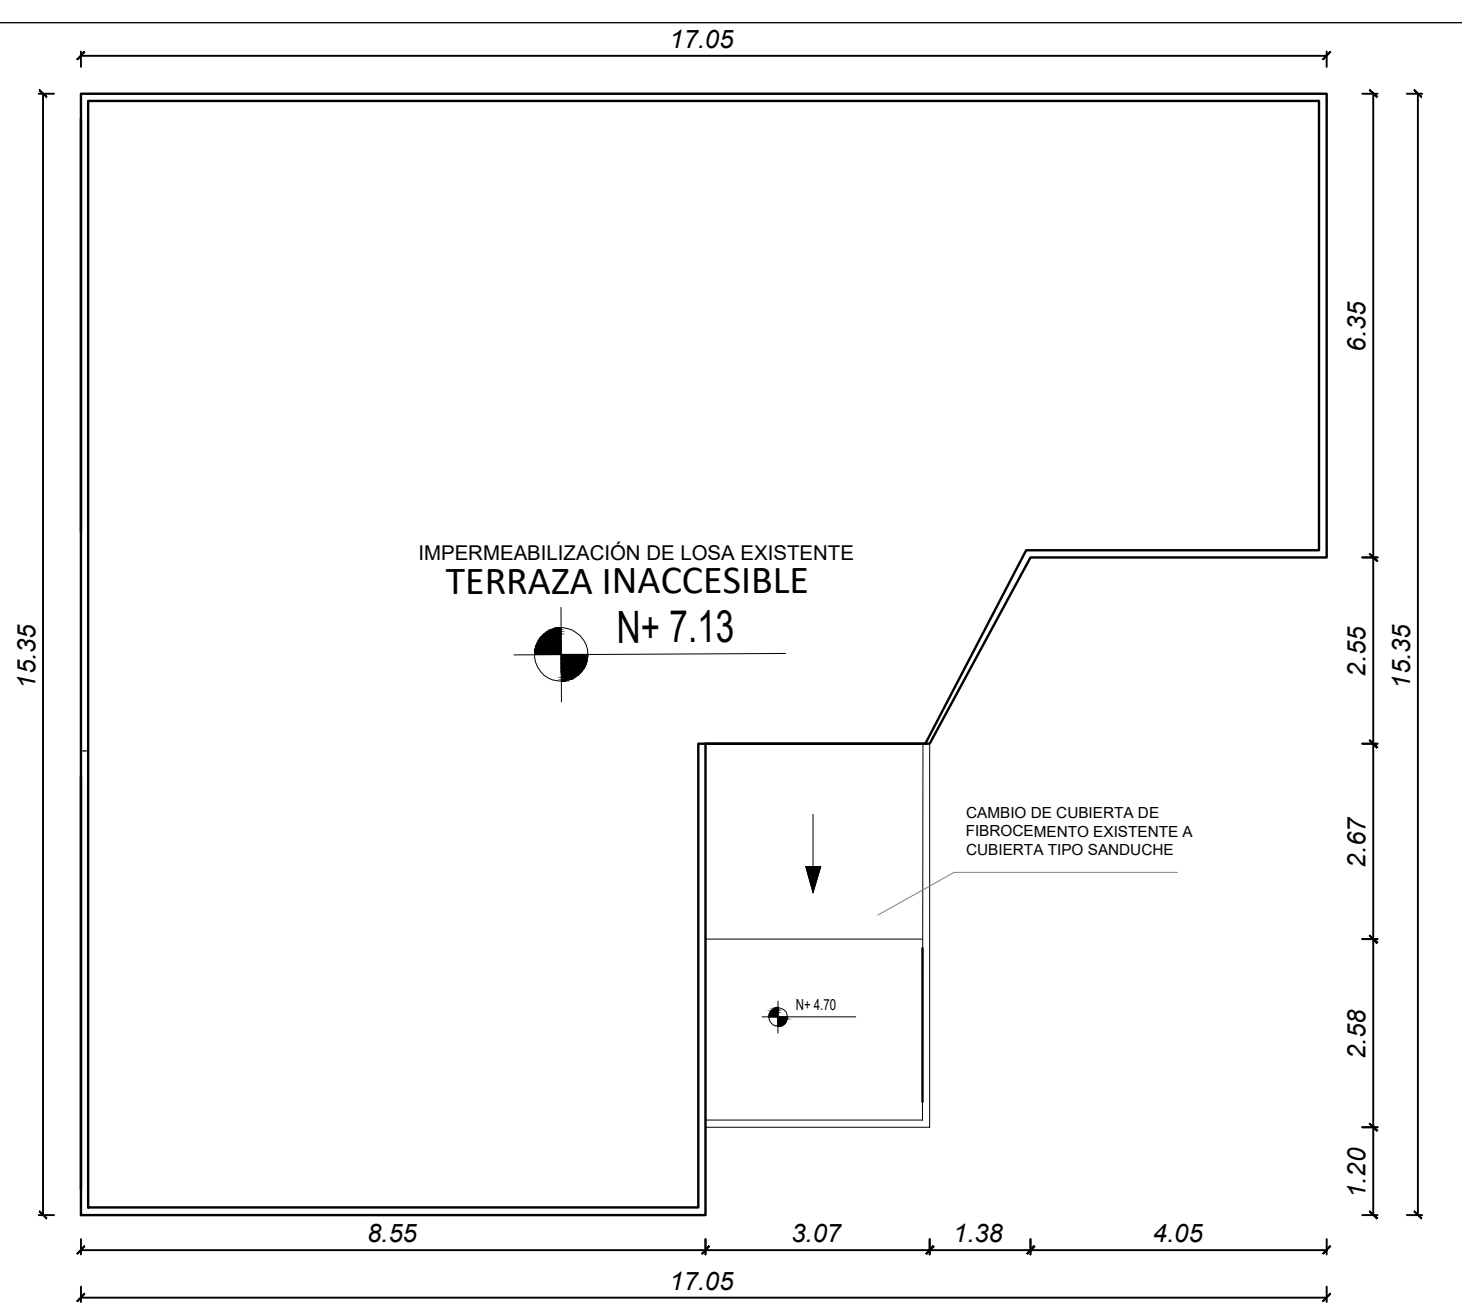 17.05
6.35
IMPERMEABILIZACIÓN DE LOSA EXISTENTE
TERRAZA INACCESIBLE
N+ 7.13
15.35
2.55
15.35
CAMBIO DE CUBIERTA DE
FIBROCEMENTO EXISTENTE A
CUBIERTA TIPO SANDUCHE
2.67
N+ 4.70
2.58
1.20
8.55
3.07
1.38
4.05
17.05